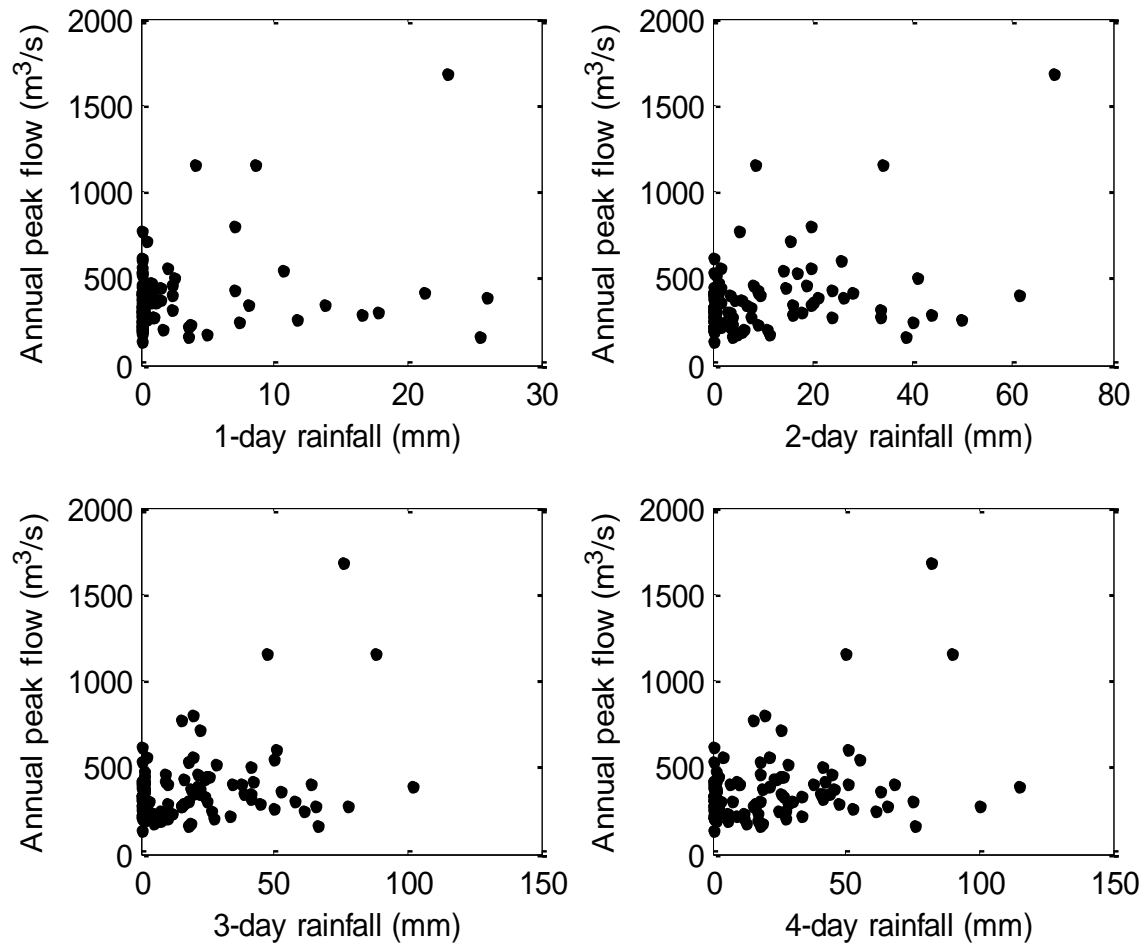 2000
1500
1000
500
0
Annual peak flow (m³/s)
0 10 20 30
1-day rainfall (mm)
2000
1500
1000
500
0
Annual peak flow (m³/s)
0 20 40 60 80
2-day rainfall (mm)
2000
1500
1000
500
0
Annual peak flow (m³/s)
0 50 100 150
3-day rainfall (mm)
2000
1500
1000
500
0
Annual peak flow (m³/s)
0 50 100 150
4-day rainfall (mm)